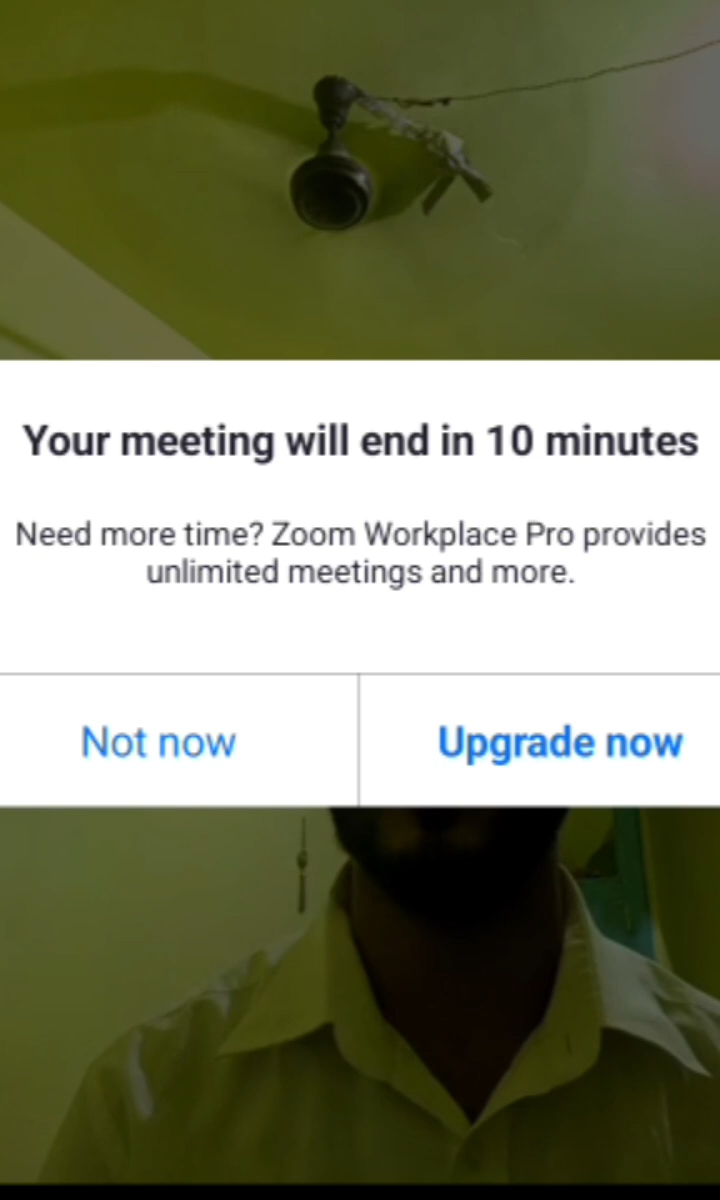 Your meeting will end in 10 minutes
Need more time? Zoom Workplace Pro provides
unlimited meetings and more.
Not now
Upgrade now